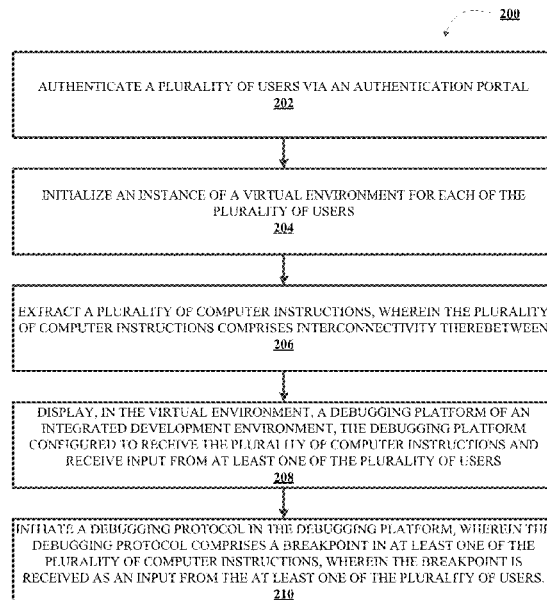 200
AUTHENTICATE A PLURALITY OF USERS VIA AN AUTHENTICATION PORTAL
202
INITIALIZE AN INSTANCE OF A VIRTUAL ENVIRONMENT FOR EACH OF THE
PLURALITY OF USERS
204
EXTRACT A PLURALITY OF COMPUTER INSTRUCTIONS, WHEREIN THE PLURALITY
OF COMPUTER INSTRUCTIONS COMPRISES INTERCONNECTIVITY THEREBETWEEN
206
DISPLAY, IN THE VIRTUAL ENVIRONMENT, A DEBUGGING PLATFORM OF AN
INTEGRATED DEVELOPMENT ENVIRONMENT, THE DEBUGGING PLATFORM
CONFIGURED TO RECEIVE THE PLURALITY OF COMPUTER INSTRUCTIONS AND
RECEIVE INPUT FROM AT LEAST ONE OF THE PLURALITY OF USERS
208
INITIATE A DEBUGGING PROTOCOL IN THE DEBUGGING PLATFORM, WHEREIN THE
DEBUGGING PROTOCOL COMPRISES A BREAKPOINT IN AT LEAST ONE OF THE
PLURALITY OF COMPUTER INSTRUCTIONS, WHEREIN THE BREAKPOINT IS
RECEIVED AS AN INPUT FROM THE AT LEAST ONE OF THE PLURALITY OF USERS.
210